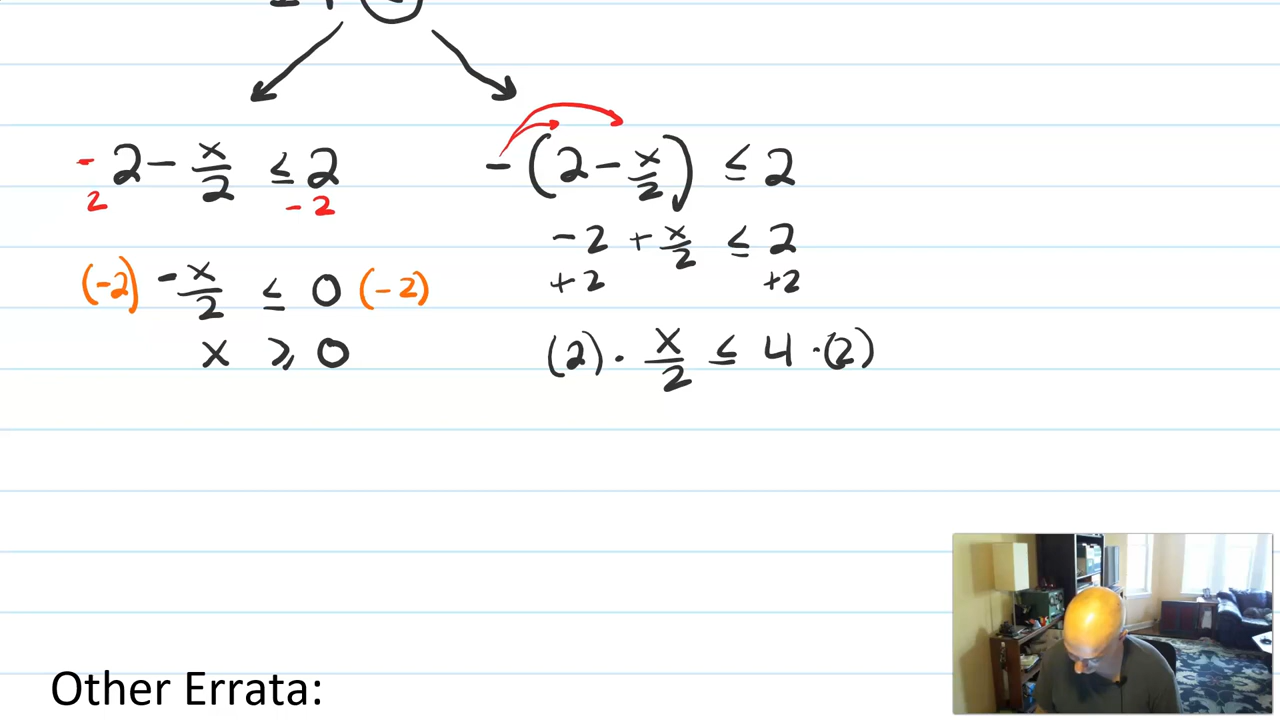 - 2 - x/2 ≤ 2
2 - 2
(-2) - x/2 ≤ 0 (-2)
x ≥ 0
- (2 - x/2) ≤ 2
-2 + x/2 ≤ 2
+2 +2
(2) · x/2 ≤ 4 · (2)
Other Errata: